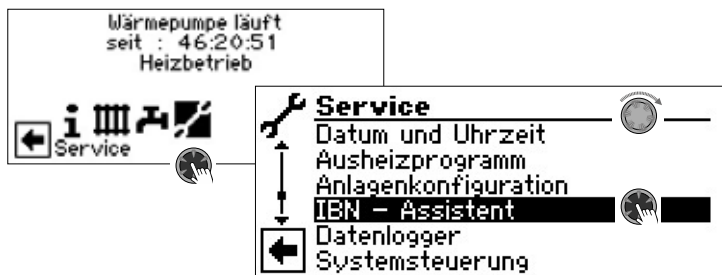 Wärmepumpe läuft
seit : 46:20:51
Heizbetrieb
Service
Service
Datum und Uhrzeit
Ausheizprogramm
Anlagenkonfiguration
IBN - Assistent
Datenlogger
Systemsteuerung